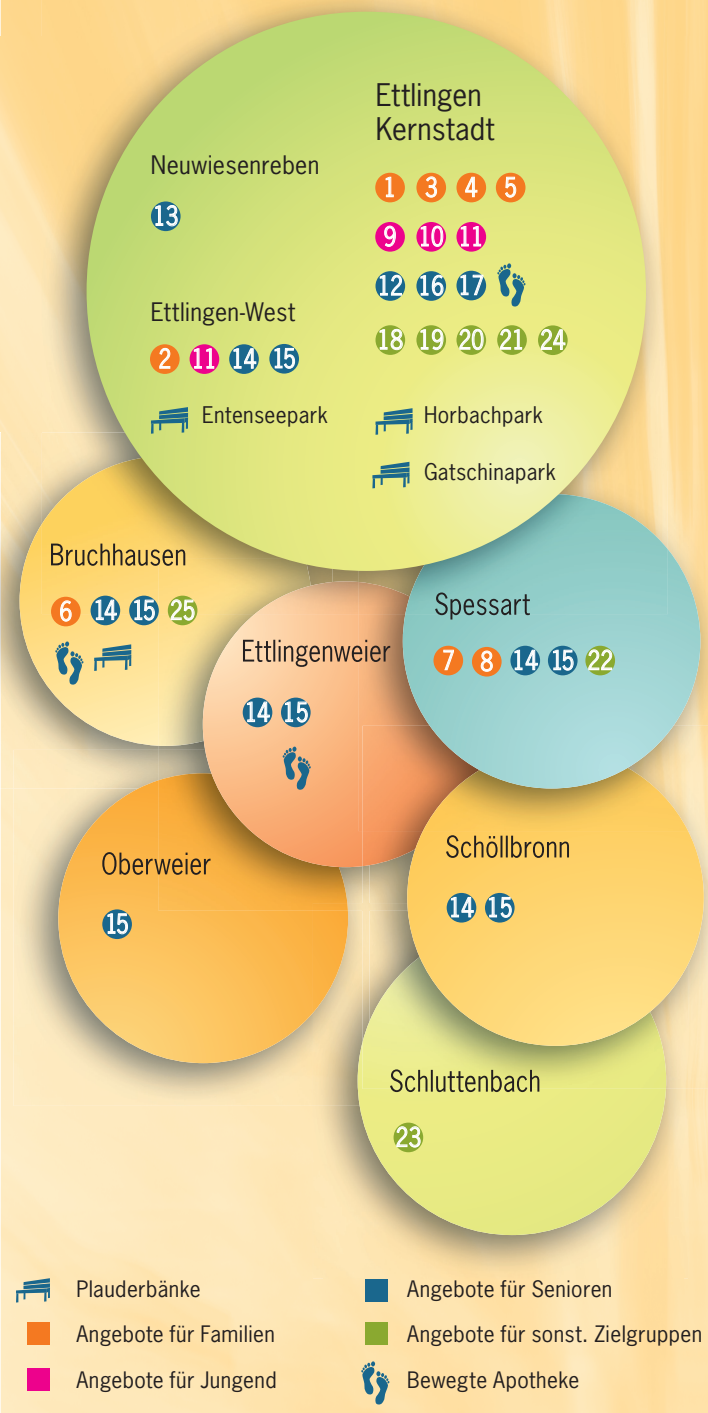 Ettlingen
Kernstadt
1 3 4 5
9 10 11
12 16 17
18 19 20 21 24
Horbachpark
Gatschinapark
Neuwiesenreben
13
Ettlingen-West
2 11 14 15
Entenseepark
Bruchhausen
6 14 15 25
Spessart
7 8 14 15 22
Ettlingenweier
14 15
Oberweier
15
Schöllbronn
14 15
Schluttenbach
23
Plauderbänke
Angebote für Familien
Angebote für Jungend
Angebote für Senioren
Angebote für sonst. Zielgruppen
Bewegte Apotheke